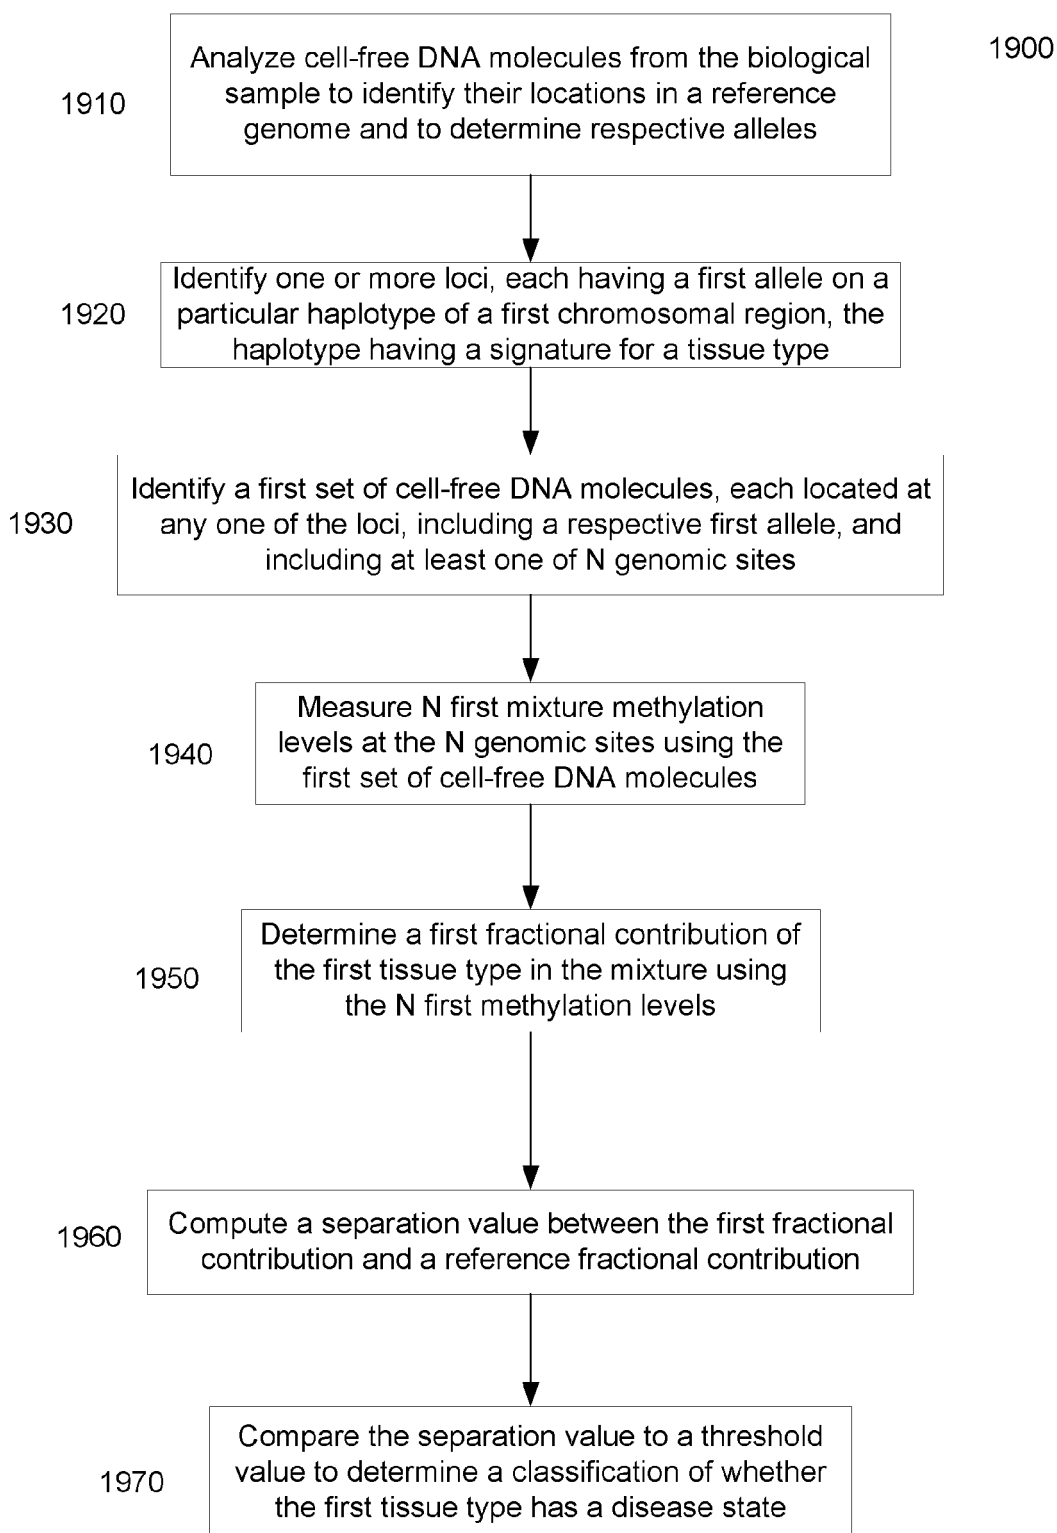 1900
1910
Analyze cell-free DNA molecules from the biological
sample to identify their locations in a reference
genome and to determine respective alleles
1920
Identify one or more loci, each having a first allele on a
particular haplotype of a first chromosomal region, the
haplotype having a signature for a tissue type
1930
Identify a first set of cell-free DNA molecules, each located at
any one of the loci, including a respective first allele, and
including at least one of N genomic sites
1940
Measure N first mixture methylation
levels at the N genomic sites using the
first set of cell-free DNA molecules
1950
Determine a first fractional contribution of
the first tissue type in the mixture using
the N first methylation levels
1960
Compute a separation value between the first fractional
contribution and a reference fractional contribution
1970
Compare the separation value to a threshold
value to determine a classification of whether
the first tissue type has a disease state